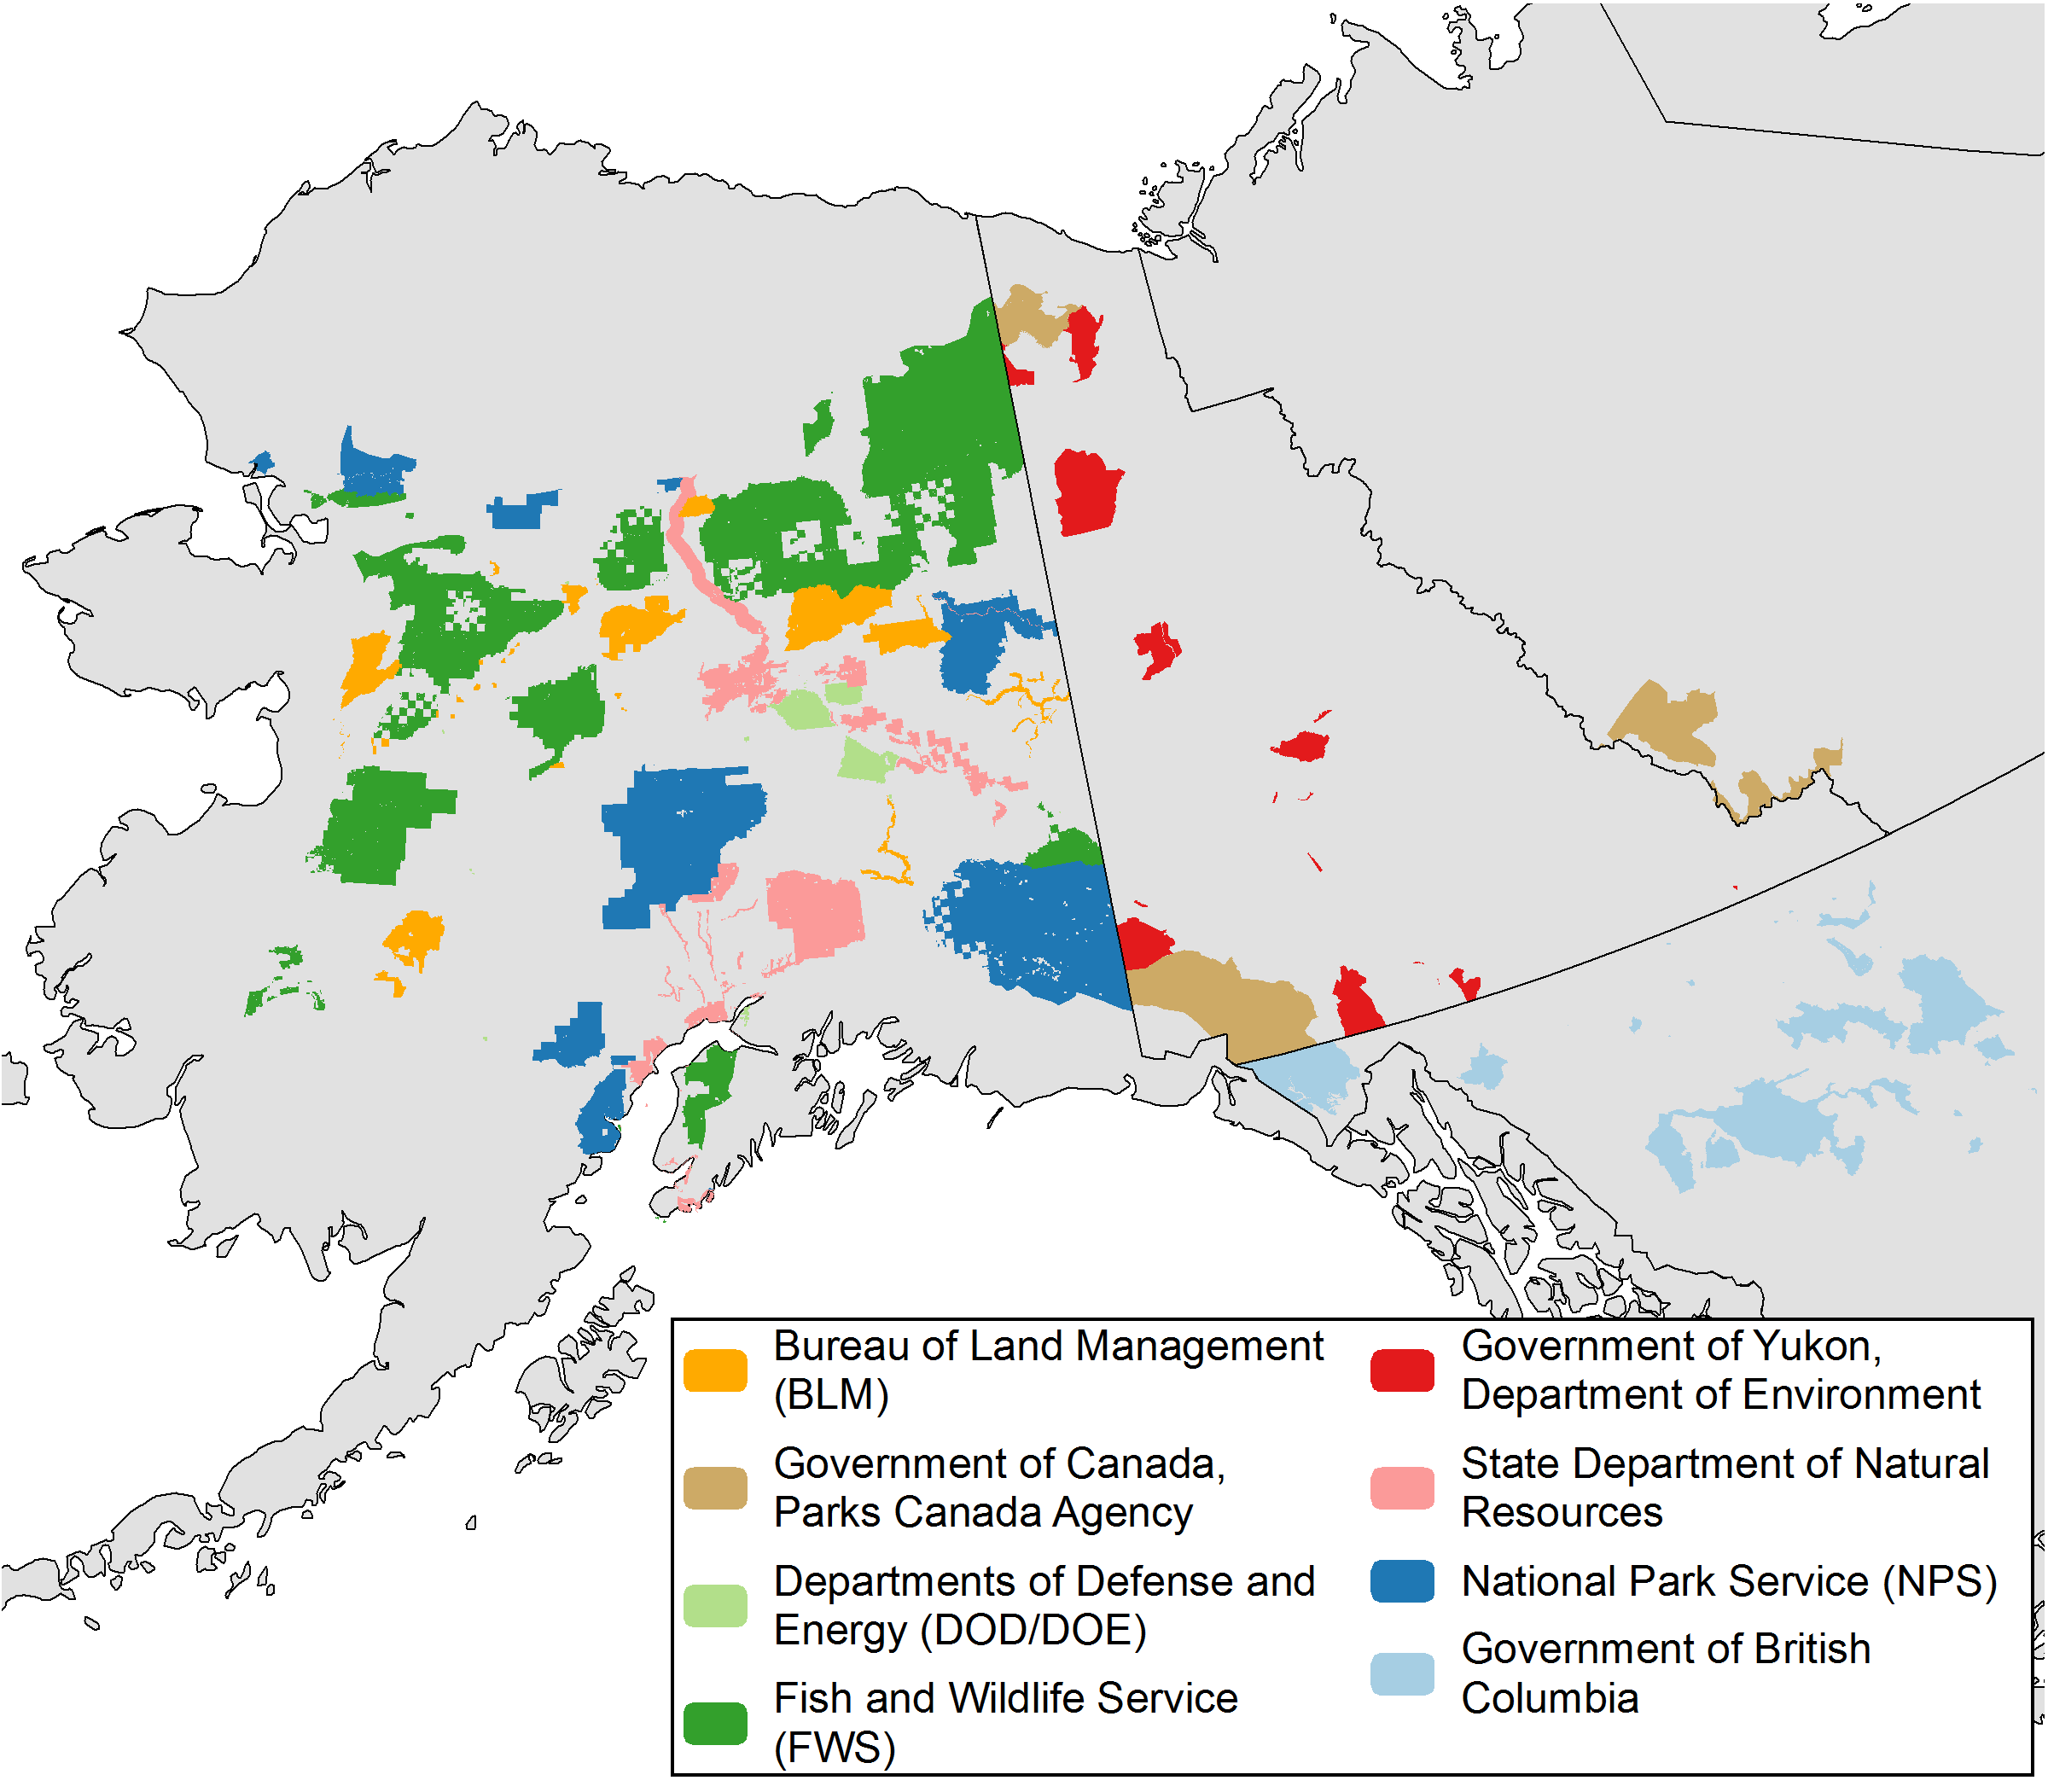 Bureau of Land Management
(BLM)
Government of Canada,
Parks Canada Agency
Departments of Defense and
Energy (DOD/DOE)
Fish and Wildlife Service
(FWS)
Government of Yukon,
Department of Environment
State Department of Natural
Resources
National Park Service (NPS)
Government of British
Columbia